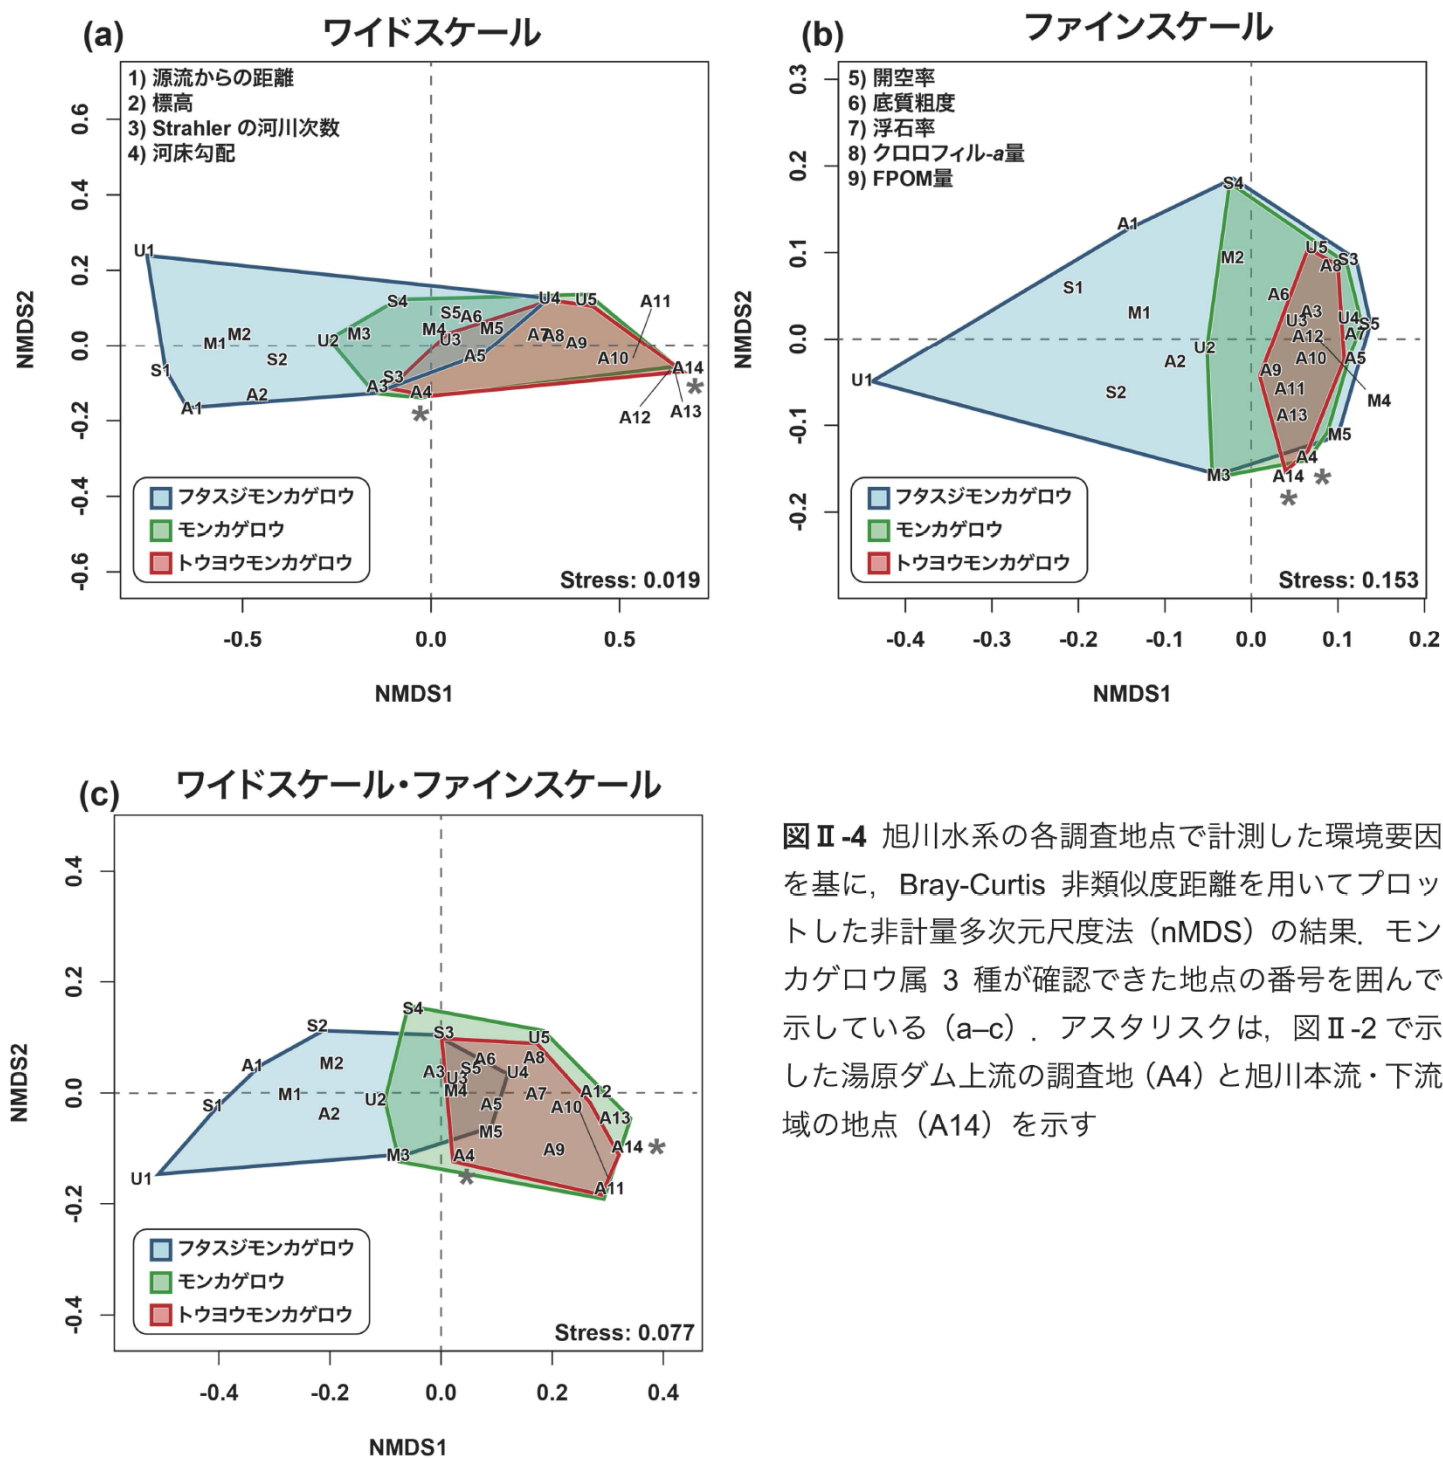 (a) ワイドスケール
1) 源流からの距離
2) 標高
3) Strahler の河川次数
4) 河床勾配
NMDS2
0.6
0.4
0.2
0.0
-0.2
-0.4
-0.6
U1
S4
U4
U5
A11
S5
A6
M2
M3
M4
M5
A7
A8
M1
U2
U3
A9
S2
A5
A10
S1
S3
A14
*
A2
A3
A4
A1
*
A12
A13
フタスジモンカゲロウ
モンカゲロウ
トウヨウモンカゲロウ
Stress: 0.019
-0.5
0.0
0.5
NMDS1
(b) ファインスケール
5) 開空率
6) 底質粗度
7) 浮石率
8) クロロフィル-a量
9) FPOM量
NMDS2
0.3
0.2
0.1
0.0
-0.1
-0.2
S4
A1
U5
M2
A8
S3
S1
A6
M1
A3
U3
U4
S5
A12
A7
U2
A2
A10
A5
A9
U1
S2
A11
M4
A13
M5
A4
M3
A14
*
*
フタスジモンカゲロウ
モンカゲロウ
トウヨウモンカゲロウ
Stress: 0.153
-0.4
-0.3
-0.2
-0.1
0.0
0.1
0.2
NMDS1
(c) ワイドスケール・ファインスケール
NMDS2
0.4
0.2
0.0
-0.2
-0.4
S4
S2
S3
U5
A1
M2
A6
A8
A3
S5
U4
U3
M1
M4
A7
A12
U2
S1
A2
A5
A10
A13
M5
A14
*
M3
A4
A9
U1
*
A11
フタスジモンカゲロウ
モンカゲロウ
トウヨウモンカゲロウ
Stress: 0.077
-0.4
-0.2
0.0
0.2
0.4
NMDS1
図Ⅱ-4 旭川水系の各調査地点で計測した環境要因
を基に，Bray-Curtis 非類似度距離を用いてプロッ
トした非計量多次元尺度法（nMDS）の結果．モン
カゲロウ属 3 種が確認できた地点の番号を囲んで
示している（a–c）．アスタリスクは，図Ⅱ-2 で示
した湯原ダム上流の調査地（A4）と旭川本流・下流
域の地点（A14）を示す